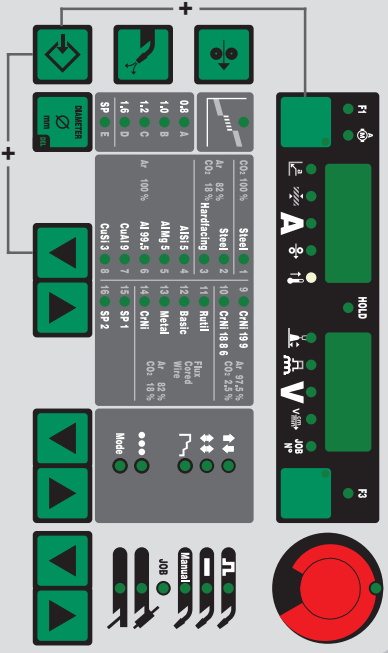 F1
A
HOLD
F3
A
m
V
V cm/min
JOB
N°
0.8 A
1.0 B
1.2 C
1.6 D
SP E
DIAMETER
Ø
mm
CO₂ 100 % Steel 1
Ar 82 %
CO₂ 18 %
Steel 2
Hardfacing 3
AlSi 5 4
AlMg 5 5
Ar 100 %
Al 99.5 6
CuAl 9 7
CuSi 3 8
9 CrNi 19 9
10 CrNi 18 8 6
Ar 97,5 %
CO₂ 2,5 %
11 Rutil
12 Basic
13 Metal
Flux
Cored
Wire
14 CrNi
Ar 82 %
CO₂ 18 %
15 SP 1
16 SP 2
Mode
Manual
JOB